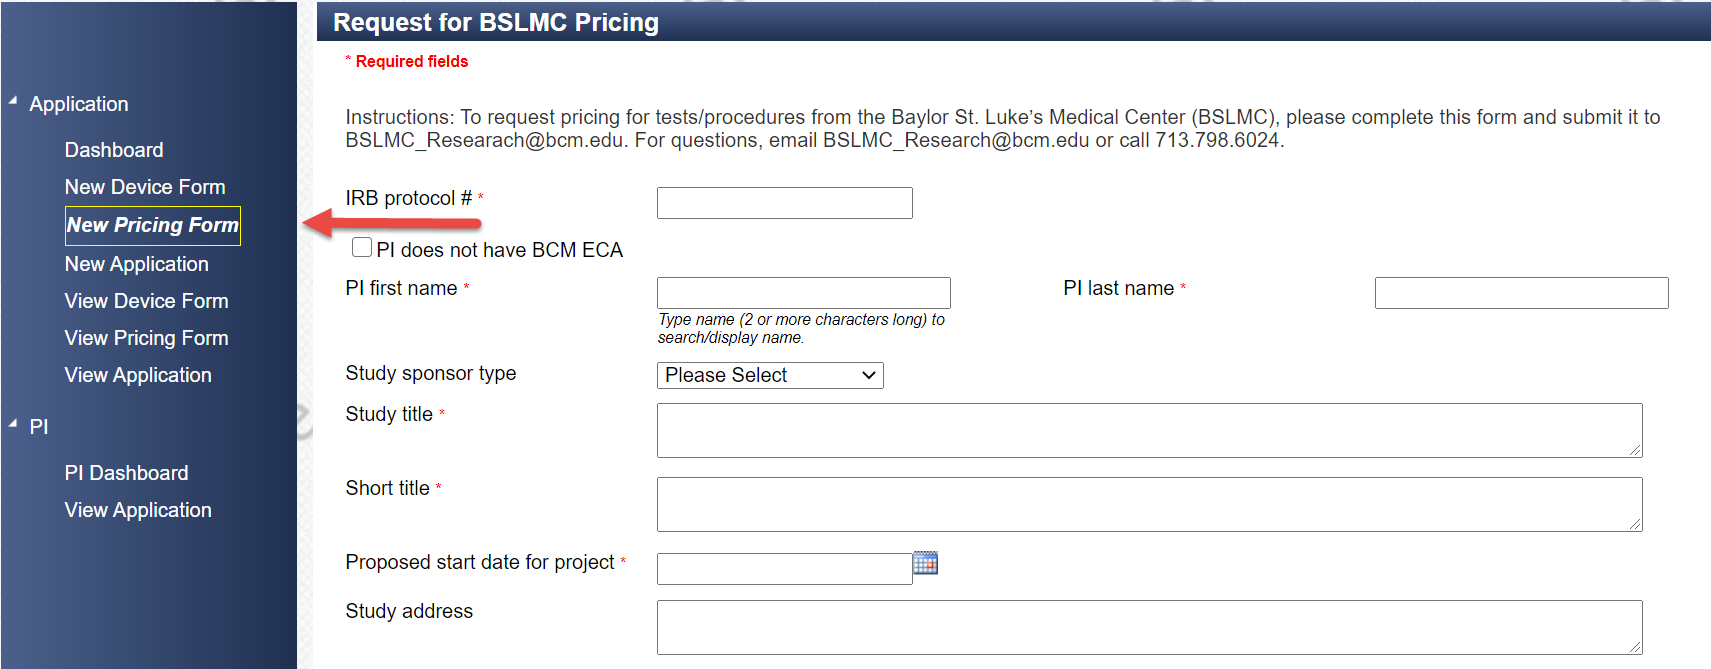 Request for BSLMC Pricing
* Required fields
Application
Dashboard
New Device Form
New Pricing Form
New Application
View Device Form
View Pricing Form
View Application
PI
PI Dashboard
View Application
Instructions: To request pricing for tests/procedures from the Baylor St. Luke’s Medical Center (BSLMC), please complete this form and submit it to
BSLMC_Researach@bcm.edu. For questions, email BSLMC_Research@bcm.edu or call 713.798.6024.
IRB protocol # *
PI does not have BCM ECA
PI first name *
PI last name *
Type name (2 or more characters long) to
search/display name.
Study sponsor type
Please Select
Study title *
Short title *
Proposed start date for project *
Study address